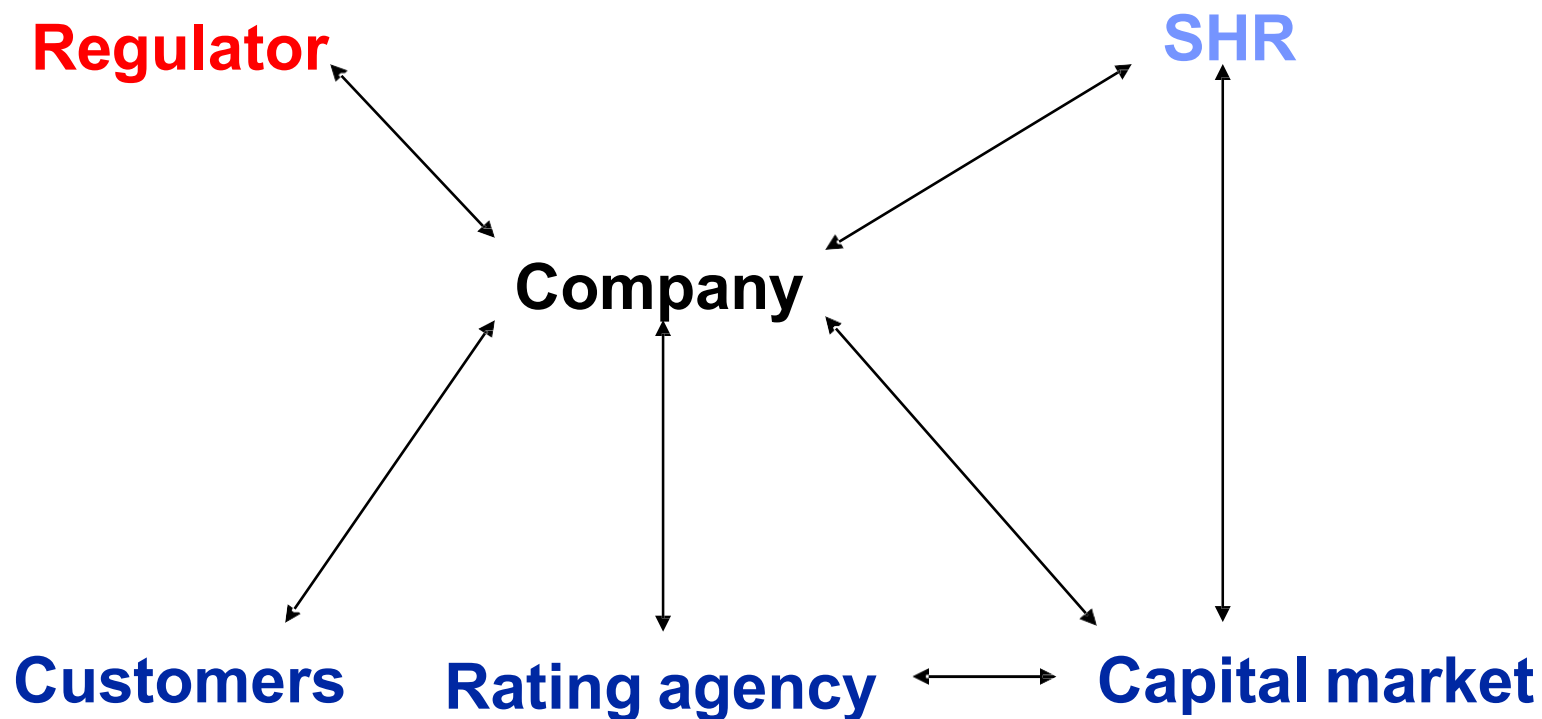 Regulator
SHR
Company
Customers
Rating agency
Capital market